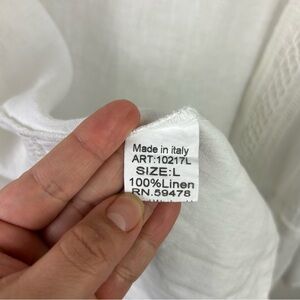 Made in italy
ART:10217L
SIZE:L
100%Linen
RN.59478